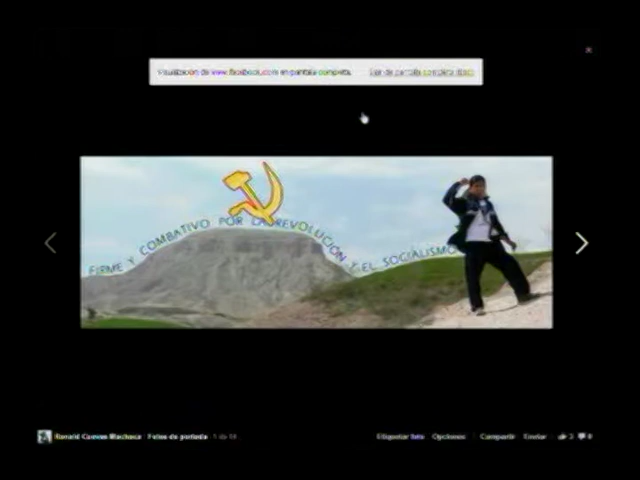 Visualización de www.facebook.com en pantalla completa.
FIRME Y COMBATIVO POR LA REVOLUCIÓN Y EL SOCIALISMO
Fotos de portada
Etiquetar foto Opciones Compartir Enviar